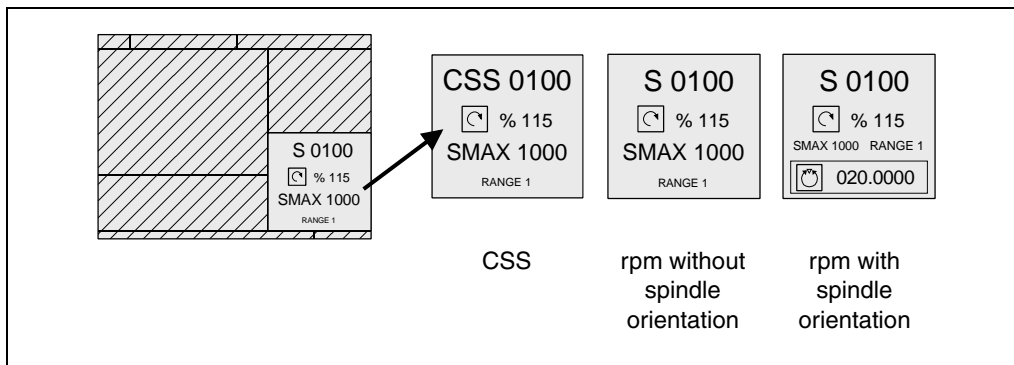 S 0100
% 115
SMAX 1000
RANGE 1
CSS 0100
% 115
SMAX 1000
RANGE 1
CSS
S 0100
% 115
SMAX 1000
RANGE 1
rpm without
spindle
orientation
S 0100
% 115
SMAX 1000 RANGE 1
020.0000
rpm with
spindle
orientation